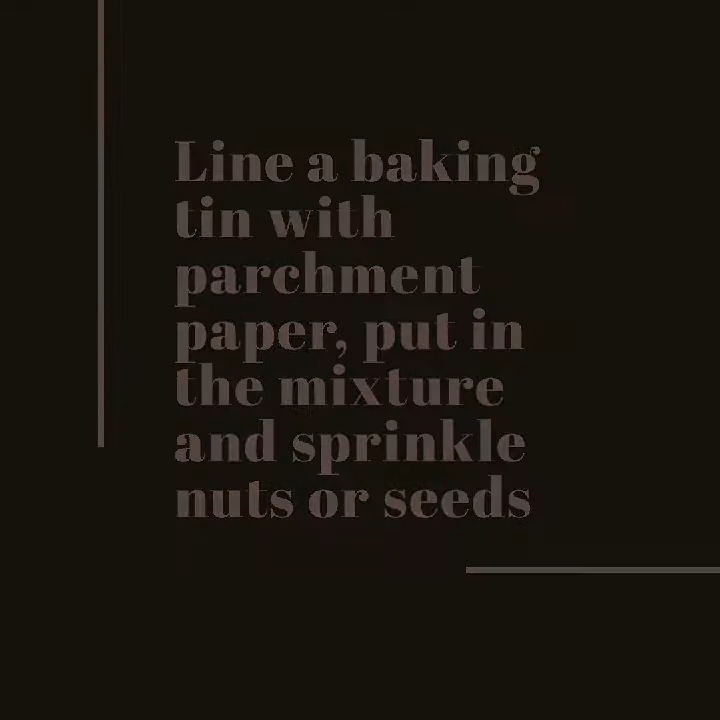 Line a baking
tin with
parchment
paper, put in
the mixture
and sprinkle
nuts or seeds